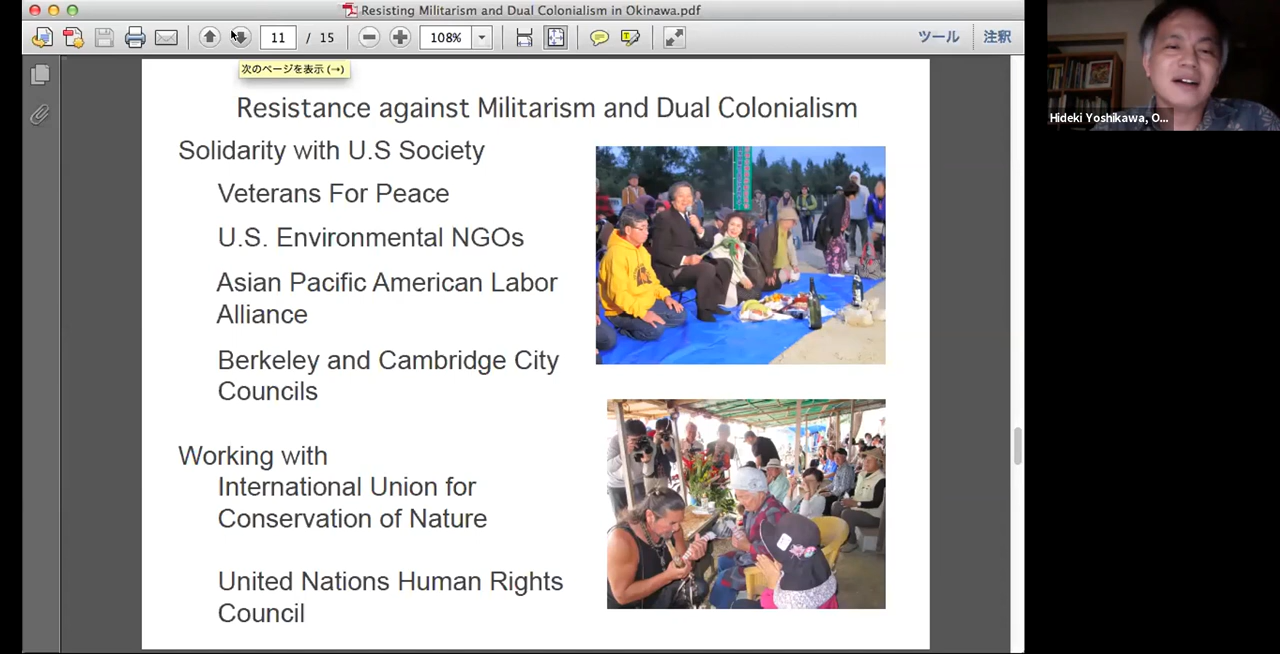 Resisting Militarism and Dual Colonialism in Okinawa.pdf
11 / 15
108%
ツール
注釈
次のページを表示 (→)
Hideki Yoshikawa, O...
Resistance against Militarism and Dual Colonialism
Solidarity with U.S Society
Veterans For Peace
U.S. Environmental NGOs
Asian Pacific American Labor
Alliance
Berkeley and Cambridge City
Councils
Working with
International Union for
Conservation of Nature
United Nations Human Rights
Council